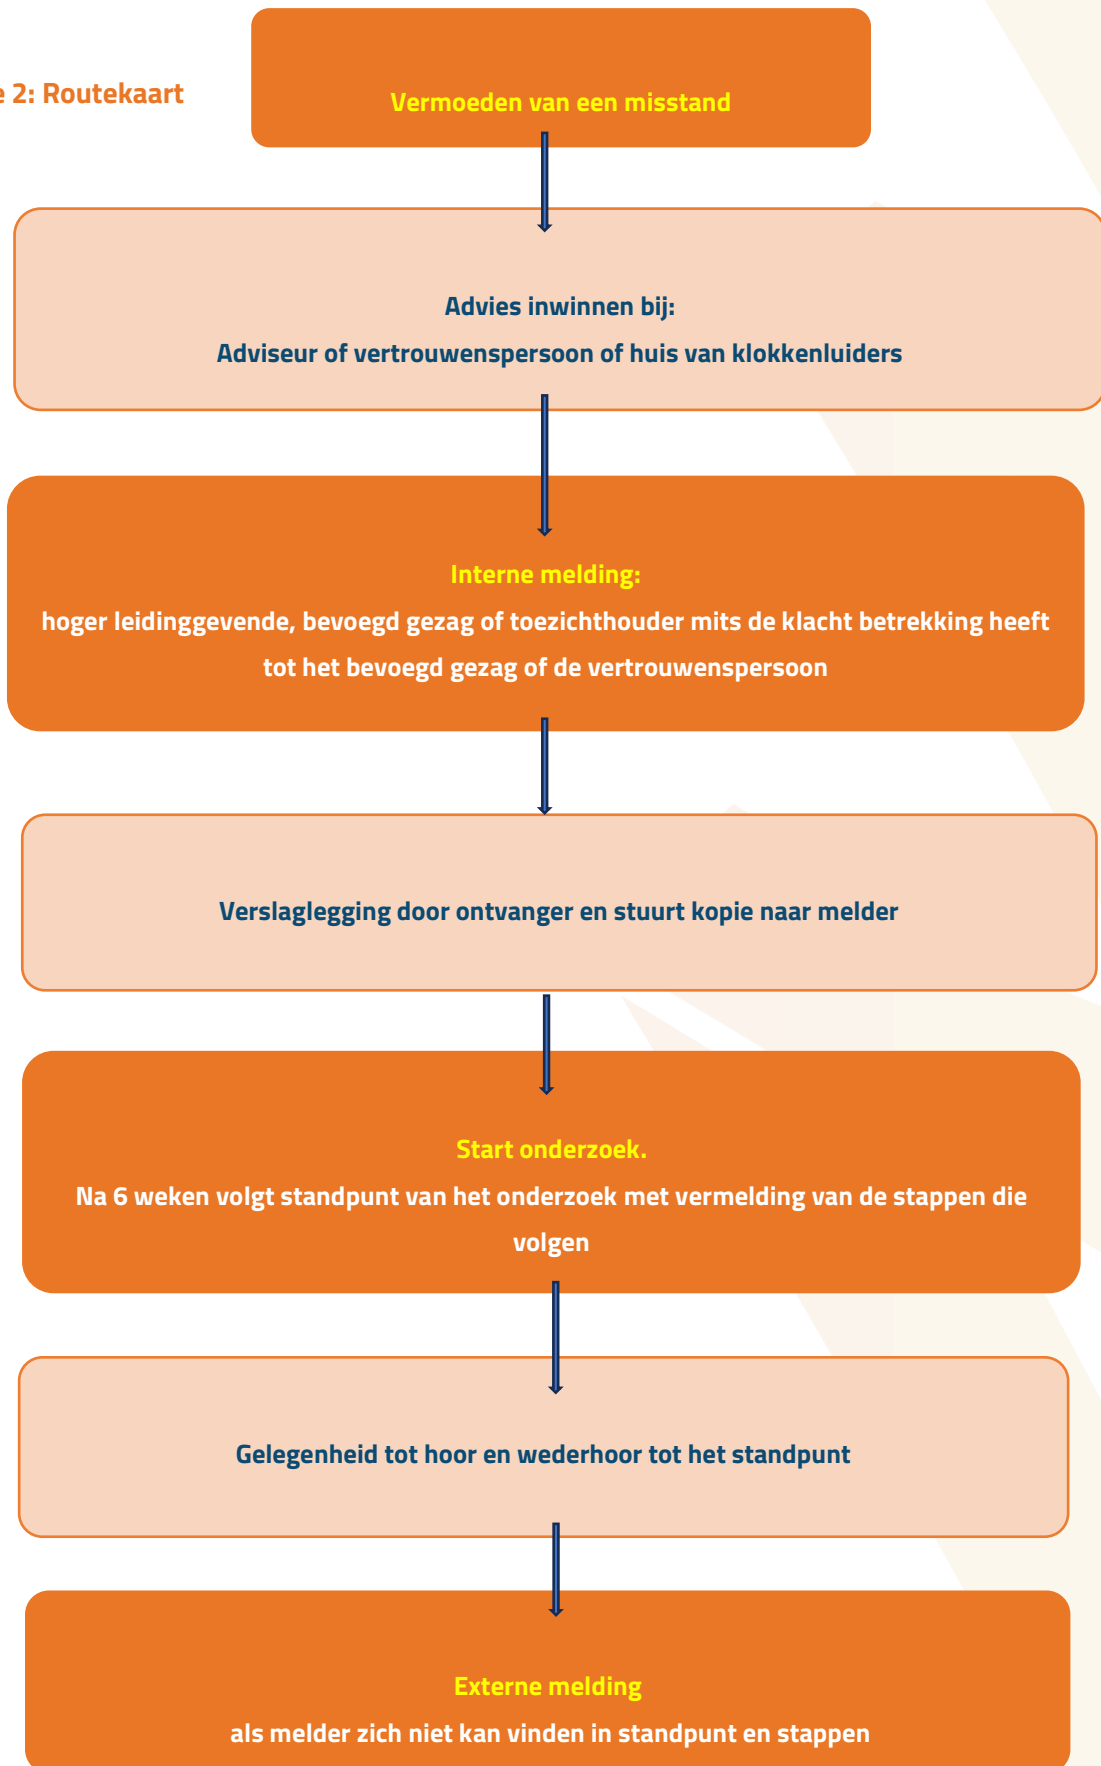 e 2: Routekaart
Vermoeden van een misstand
Advies inwinnen bij:
Adviseur of vertrouwenspersoon of huis van klokkenluiders
Interne melding:
hoger leidinggevende, bevoegd gezag of toezichthouder mits de klacht betrekking heeft
tot het bevoegd gezag of de vertrouwenspersoon
Verslaglegging door ontvanger en stuurt kopie naar melder
Start onderzoek.
Na 6 weken volgt standpunt van het onderzoek met vermelding van de stappen die
volgen
Gelegenheid tot hoor en wederhoor tot het standpunt
Externe melding
als melder zich niet kan vinden in standpunt en stappen